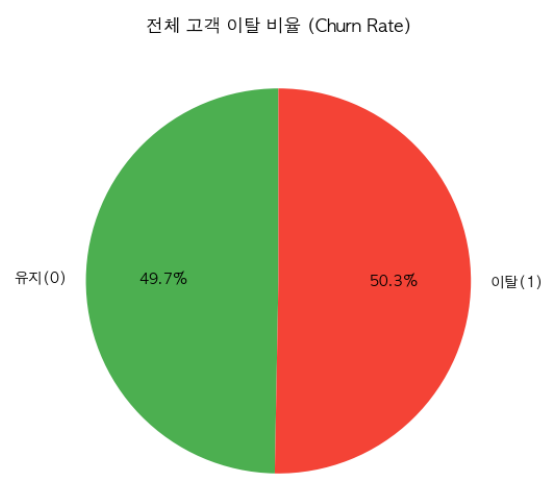 전체 고객 이탈 비율 (Churn Rate)
유지(0)
49.7%
50.3%
이탈(1)